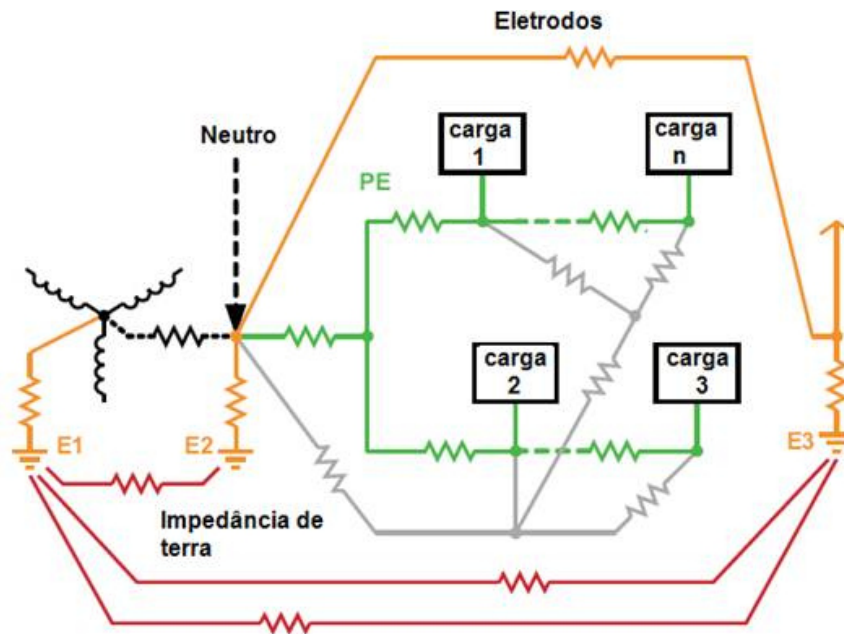 Eletrodos
Neutro
carga
1
carga
n
PE
carga
2
carga
3
E1
E2
E3
Impedância de
terra